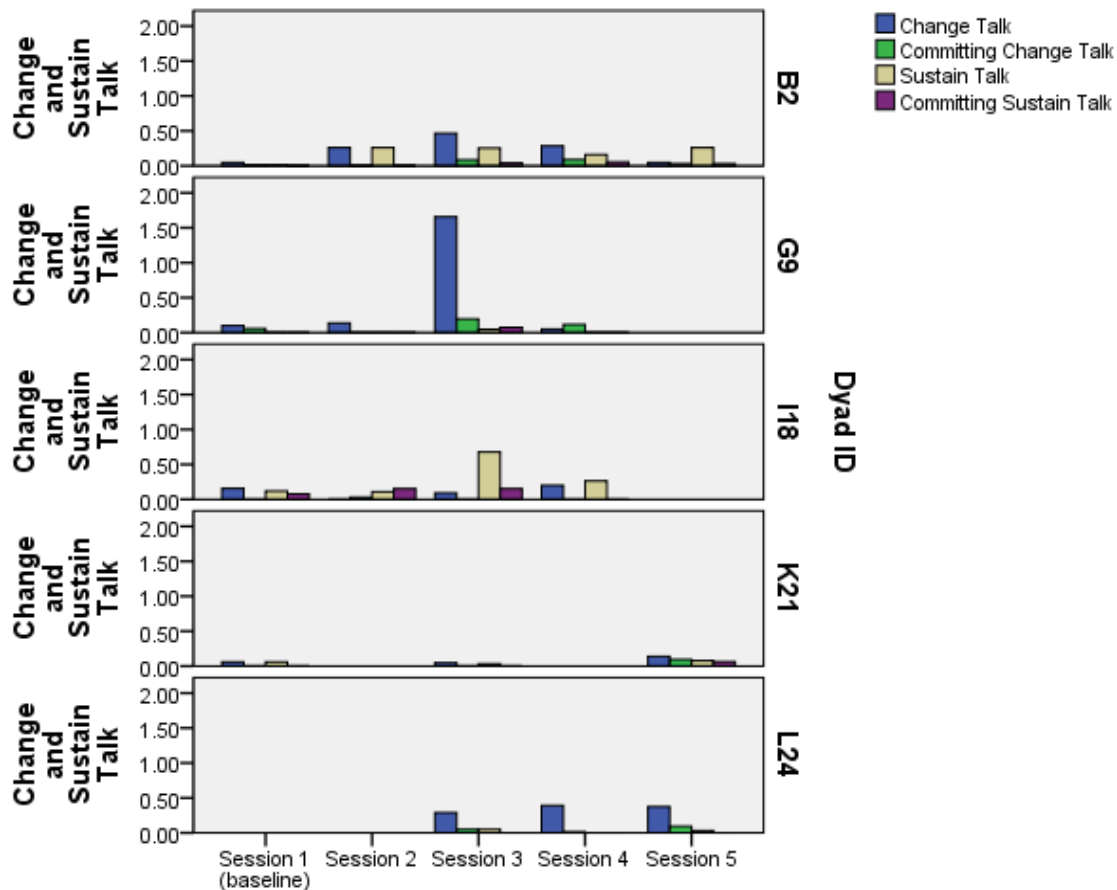 Change Talk
Committing Change Talk
Sustain Talk
Committing Sustain Talk
Change
and
Sustain
Talk
2.00
1.50
1.00
0.50
0.00
B2
Change
and
Sustain
Talk
2.00
1.50
1.00
0.50
0.00
G9
Change
and
Sustain
Talk
2.00
1.50
1.00
0.50
0.00
I18
Change
and
Sustain
Talk
2.00
1.50
1.00
0.50
0.00
K21
Change
and
Sustain
Talk
2.00
1.50
1.00
0.50
0.00
L24
Dyad ID
Session 1 Session 2 Session 3 Session 4 Session 5
(baseline)